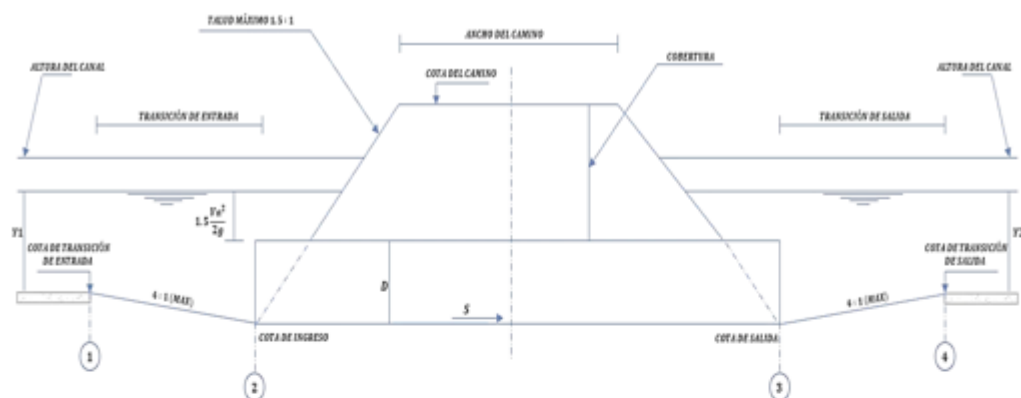 TALUD MÁXIMO 1.5 : 1
ANCHO DEL CAMINO
ALTURA DEL CANAL
COTA DEL CAMINO
COBERTURA
ALTURA DEL CANAL
TRANSICIÓN DE ENTRADA
TRANSICIÓN DE SALIDA
1.5 Va²/2g
Y1
COTA DE TRANSICIÓN
DE ENTRADA
COTA DE TRANSICIÓN
DE SALIDA
4 : 1 (MAX)
D
S
4 : 1 (MAX)
COTA DE INGRESO
COTA DE SALIDA
1
2
3
4